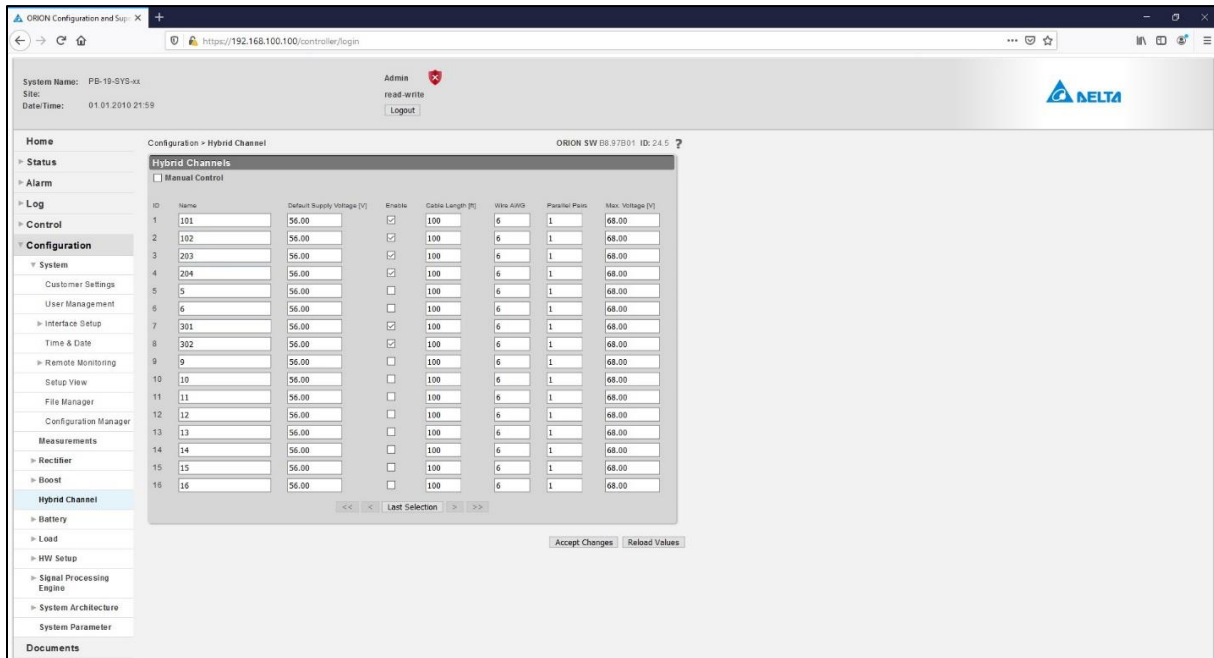 ORION Configuration and Sup
https://192.168.100.100/controller/login
System Name: PB-19-SYS-xx
Site:
Date/Time: 01.01.2010 21:59
Admin
read-write
Logout
DELTA
Home
Status
Alarm
Log
Control
Configuration
System
Customer Settings
User Management
Interface Setup
Time & Date
Remote Monitoring
Setup View
File Manager
Configuration Manager
Measurements
Rectifier
Boost
Hybrid Channel
Battery
Load
HW Setup
Signal Processing
Engine
System Architecture
System Parameter
Documents
Configuration > Hybrid Channel ORION SW B8.97B01 ID: 24.5 ?
Hybrid Channels
Manual Control
ID Name Default Supply Voltage [V] Enable Cable Length [ft] Wire AWG Parallel Pairs Max. Voltage [V]
1 101 56.00 100 6 1 68.00
2 102 56.00 100 6 1 68.00
3 203 56.00 100 6 1 68.00
4 204 56.00 100 6 1 68.00
5 5 56.00 100 6 1 68.00
6 6 56.00 100 6 1 68.00
7 301 56.00 100 6 1 68.00
8 302 56.00 100 6 1 68.00
9 9 56.00 100 6 1 68.00
10 10 56.00 100 6 1 68.00
11 11 56.00 100 6 1 68.00
12 12 56.00 100 6 1 68.00
13 13 56.00 100 6 1 68.00
14 14 56.00 100 6 1 68.00
15 15 56.00 100 6 1 68.00
16 16 56.00 100 6 1 68.00
<< < Last Selection > >>
Accept Changes Reload Values